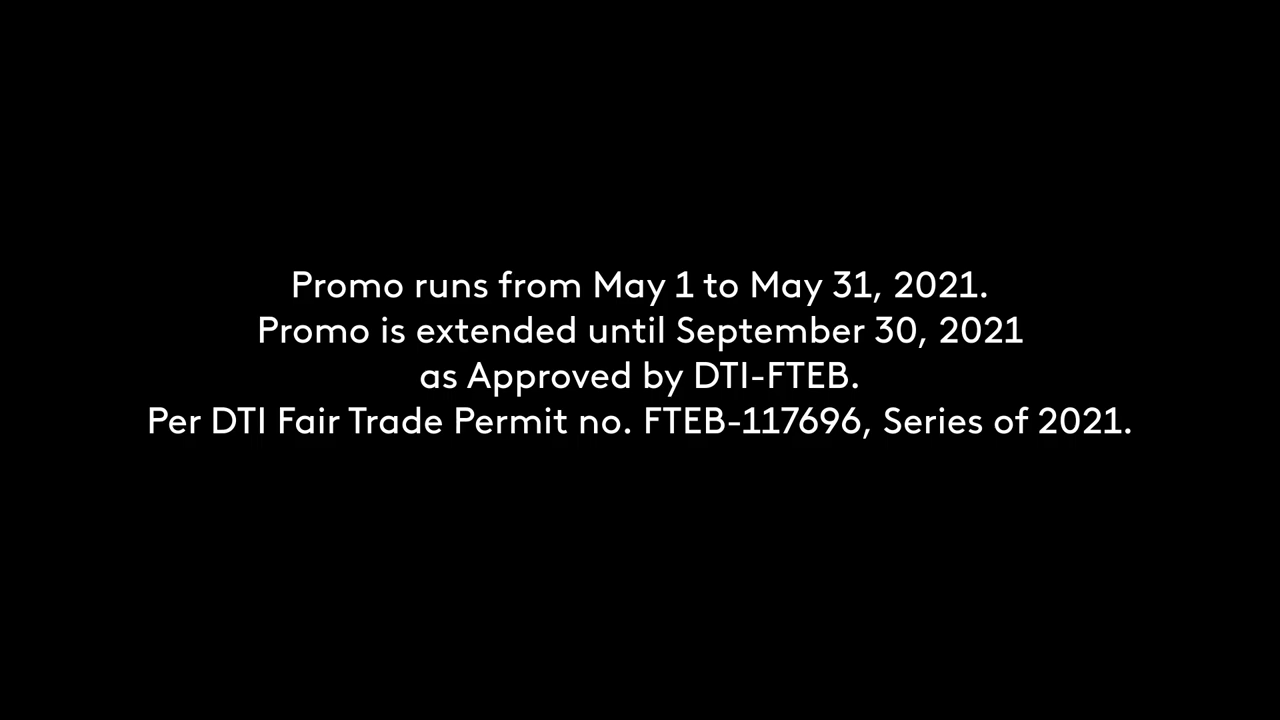 Promo runs from May 1 to May 31, 2021.
Promo is extended until September 30, 2021
as Approved by DTI-FTEB.
Per DTI Fair Trade Permit no. FTEB-117696, Series of 2021.